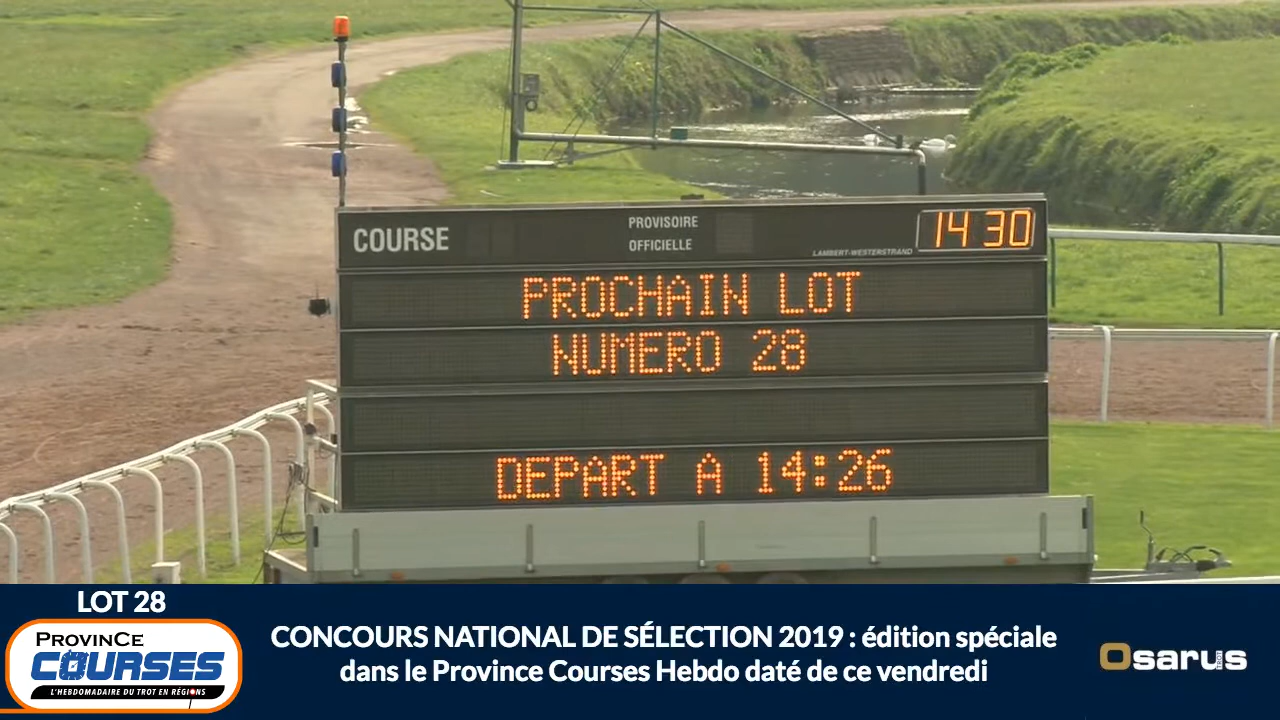 COURSE
PROVISOIRE
OFFICIELLE
LAMBERT-WESTERSTRAND
14 30
PROCHAIN LOT
NUMERO 28
DEPART A 14:26
LOT 28
PROVINCE
COURSES
L'HEBDOMADAIRE DU TROT EN RÉGIONS
CONCOURS NATIONAL DE SÉLECTION 2019 : édition spéciale
dans le Province Courses Hebdo daté de ce vendredi
Osarus